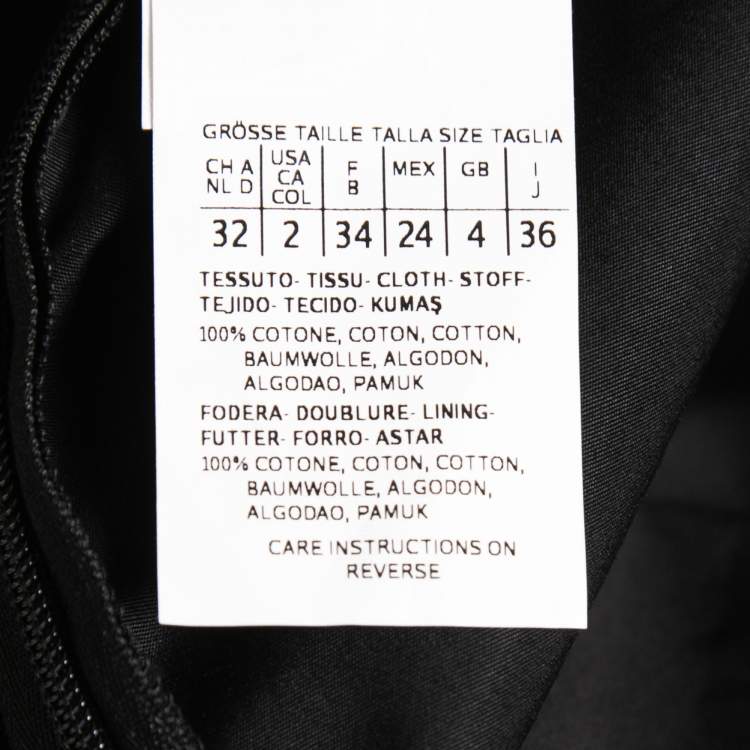 GRÖSSE TAILLE TALLA SIZE TAGLIA
CH A NL D | USA CA COL | F B | MEX | GB | I J
32 | 2 | 34 | 24 | 4 | 36
TESSUTO- TISSU- CLOTH- STOFF-
TEJIDO- TECIDO- KUMAŞ
100% COTONE, COTON, COTTON,
BAUMWOLLE, ALGODON,
ALGODAO, PAMUK
FODERA- DOUBLURE- LINING-
FUTTER- FORRO- ASTAR
100% COTONE, COTON, COTTON,
BAUMWOLLE, ALGODON,
ALGODAO, PAMUK
CARE INSTRUCTIONS ON
REVERSE